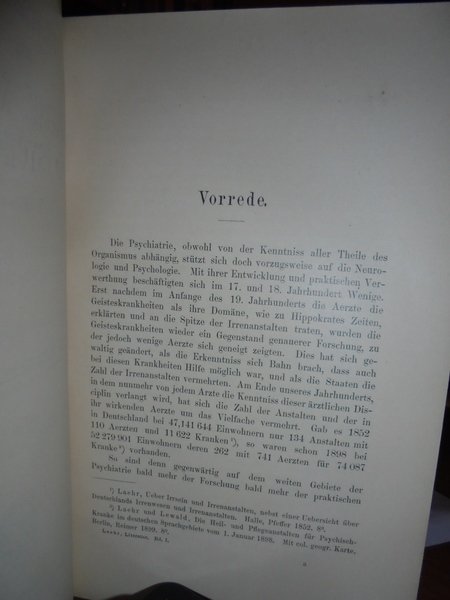 Vorrede.
Die Psychiatrie, obwohl von der Kenntniss aller Theile des
Organismus abhängig, stützt sich doch vorzugsweise auf die Neuro-
logie und Psychologie. Mit ihrer Entwicklung und praktischen Ver-
werthung beschäftigten sich im 17. und 18. Jahrhundert Wenige.
Erst nachdem im Anfange des 19. Jahrhunderts die Aerzte die
Geisteskrankheiten als ihre Domäne, wie zu Hippokrates Zeiten,
erklärten und an die Spitze der Irrenanstalten traten, wurden die
Geisteskrankheiten wieder ein Gegenstand genauerer Forschung, zu
der jedoch wenige Aerzte sich geneigt zeigten. Dies hat sich ge-
waltig geändert, als die Erkenntniss sich Bahn brach, dass auch
bei diesen Krankheiten Hilfe möglich war, und als die Staaten die
Zahl der Irrenanstalten vermehrten. Am Ende unseres Jahrhunderts,
in dem nunmehr von jedem Arzte die Kenntniss dieser ärztlichen Dis-
ciplin verlangt wird, hat sich die Zahl der Anstalten und der in
ihr wirkenden Aerzte um das Vielfache vermehrt. Gab es 1852
in Deutschland bei 47,141 644 Einwohnern nur 134 Anstalten mit
110 Aerzten und 11 622 Kranken ¹), so waren schon 1898 bei
52 279 901 Einwohnern deren 262 mit 741 Aerzten für 74 087
Kranke ²) vorhanden.
So sind denn gegenwärtig auf dem weiten Gebiete der
Psychiatrie bald mehr der Forschung bald mehr der praktischen
¹) Laehr, Ueber Irrsein und Irrenanstalten, nebst einer Uebersicht über
Deutschlands Irrenwesen und Irrenanstalten. Halle, Pfeffer 1852. 8⁰.
²) Laehr und Lewald, Die Heil- und Pflegeanstalten für Psychisch-
Kranke im deutschen Sprachgebiete vom 1. Januar 1898. Mit col. geogr. Karte.
Berlin, Reimer 1899. 8⁰.
Laehr, Literatur. Bd. I. a